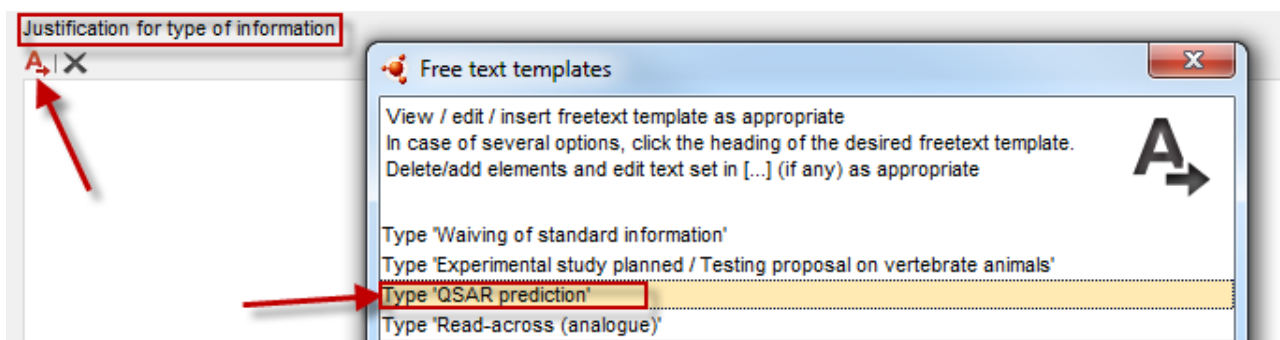 Justification for type of information
A
Free text templates
X
View / edit / insert freetext template as appropriate
In case of several options, click the heading of the desired freetext template.
Delete/add elements and edit text set in [...] (if any) as appropriate
A
Type 'Waiving of standard information'
Type 'Experimental study planned / Testing proposal on vertebrate animals'
Type 'QSAR prediction'
Type 'Read-across (analogue)'